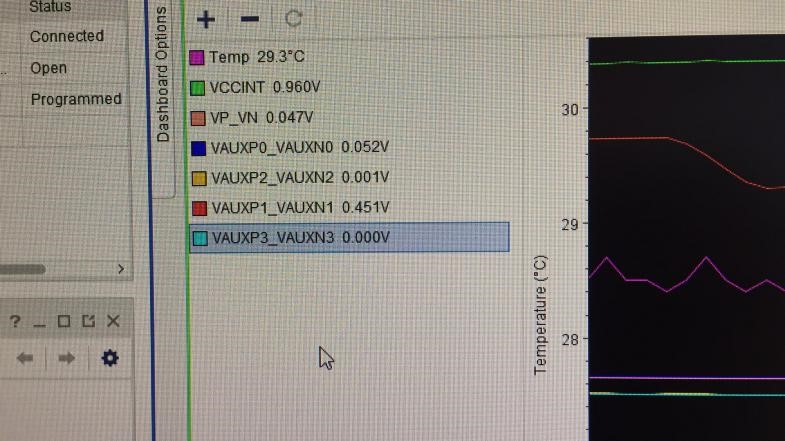 Status
Connected
Open
Programmed
Dashboard Options
Temp 29.3°C
VCCINT 0.960V
VP_VN 0.047V
VAUXP0_VAUXN0 0.052V
VAUXP2_VAUXN2 0.001V
VAUXP1_VAUXN1 0.451V
VAUXP3_VAUXN3 0.000V
Temperature (°C)
30
29
28